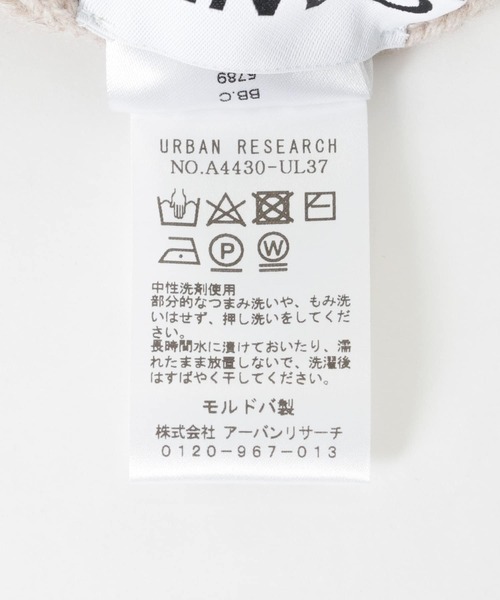 BB.C
5789
URBAN RESEARCH
NO.A4430-UL37
P
W
中性洗剤使用
部分的なつまみ洗いや、もみ洗
いはせず、押し洗いをしてくだ
さい。
長時間水に漬けておいたり、濡
れたまま放置しないで、洗濯後
はすばやく干してください。
モルドバ製
株式会社 アーバンリサーチ
0120-967-013